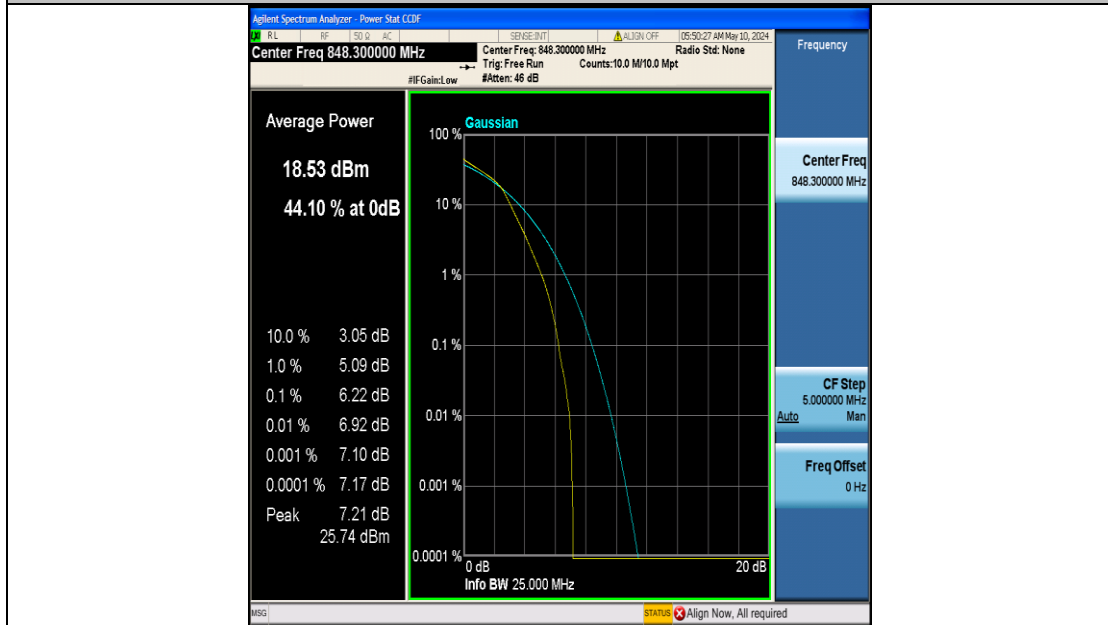 Agilent Spectrum Analyzer - Power Stat CCDF
RL RF 50 Ω AC SENSE:INT ALIGN OFF 05:50:27 AM May 10, 2024
Center Freq 848.300000 MHz
Center Freq: 848.300000 MHz Radio Std: None
Trig: Free Run Counts:10.0 M/10.0 Mpt
#IFGain:Low #Atten: 46 dB
Frequency
Average Power
18.53 dBm
44.10 % at 0dB
10.0 % 3.05 dB
1.0 % 5.09 dB
0.1 % 6.22 dB
0.01 % 6.92 dB
0.001 % 7.10 dB
0.0001 % 7.17 dB
Peak 7.21 dB
25.74 dBm
Gaussian
100 %
10 %
1 %
0.1 %
0.01 %
0.001 %
0.0001 %
0 dB 20 dB
Info BW 25.000 MHz
Center Freq
848.300000 MHz
CF Step
5.000000 MHz
Auto Man
Freq Offset
0 Hz
MSG STATUS Align Now, All required